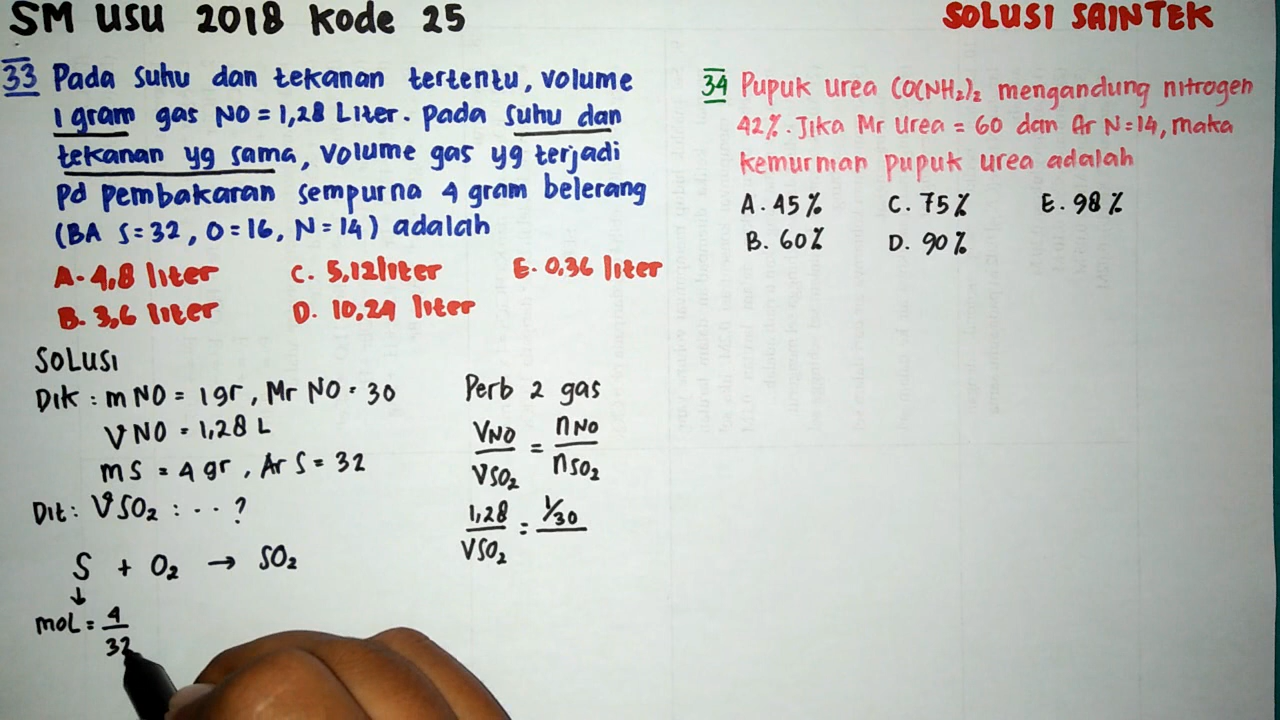 SM USU 2018 Kode 25
SOLUSI SAINTEK
33 Pada suhu dan tekanan tertentu, volume
1 gram gas NO = 1,28 Liter. Pada suhu dan
tekanan yg sama, volume gas yg terjadi
pd pembakaran sempurna 4 gram belerang
(BA S=32, O=16, N=14) adalah
A. 4,8 liter C. 5,12 liter E. 0,36 liter
B. 3,6 liter D. 10,24 liter
SOLUSI
Dik : m NO = 1 gr, Mr NO = 30
V NO = 1,28 L
m S = 4 gr, Ar S = 32
Dit : V SO₂ : . . ?
S + O₂ → SO₂
↓
mol = 4/32
Perb 2 gas
VNO/VSO₂ = nNO/nSO₂
1,28/VSO₂ = 1/30
34 Pupuk urea CO(NH₂)₂ mengandung nitrogen
42%. Jika Mr Urea = 60 dan Ar N=14, maka
kemurnian pupuk urea adalah
A. 45% C. 75% E. 98%
B. 60% D. 90%